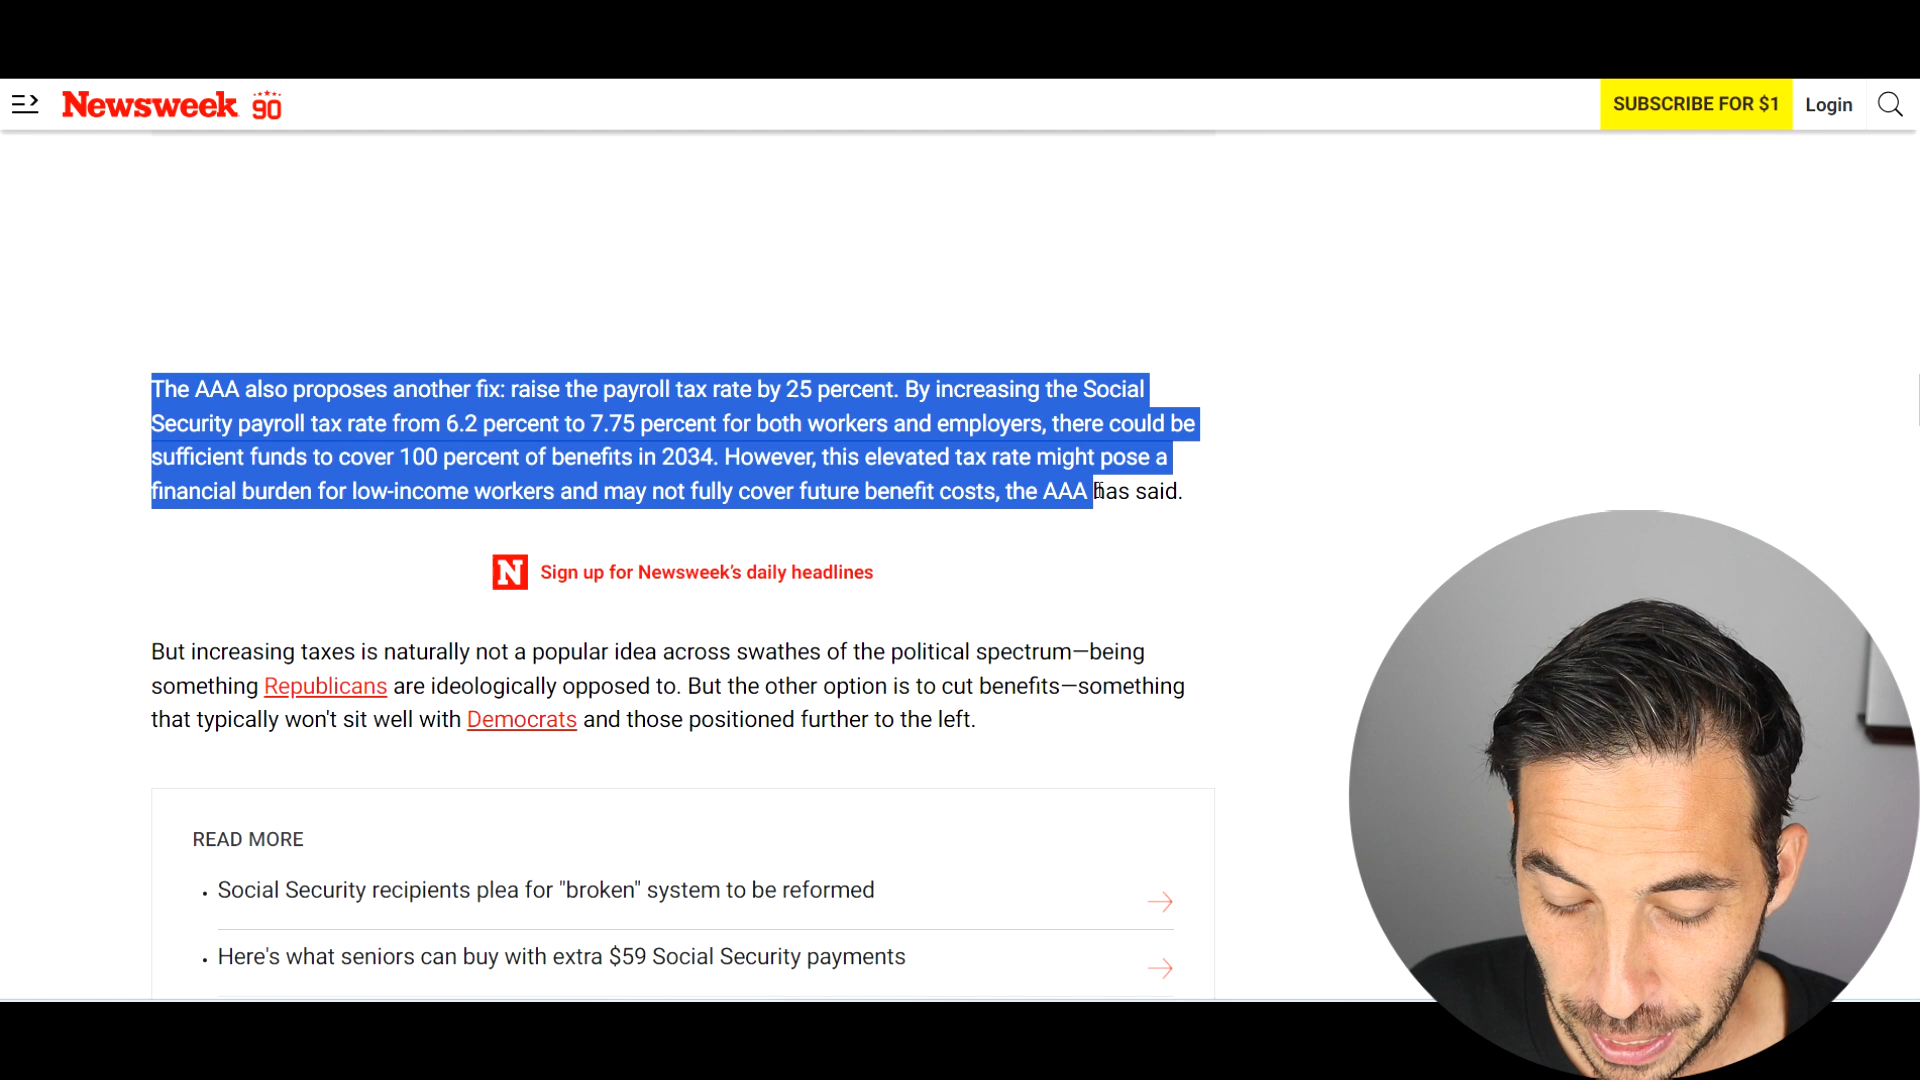 Newsweek 90
SUBSCRIBE FOR $1
Login
The AAA also proposes another fix: raise the payroll tax rate by 25 percent. By increasing the Social
Security payroll tax rate from 6.2 percent to 7.75 percent for both workers and employers, there could be
sufficient funds to cover 100 percent of benefits in 2034. However, this elevated tax rate might pose a
financial burden for low-income workers and may not fully cover future benefit costs, the AAA has said.
N Sign up for Newsweek's daily headlines
But increasing taxes is naturally not a popular idea across swathes of the political spectrum—being
something Republicans are ideologically opposed to. But the other option is to cut benefits—something
that typically won't sit well with Democrats and those positioned further to the left.
READ MORE
• Social Security recipients plea for "broken" system to be reformed
• Here's what seniors can buy with extra $59 Social Security payments